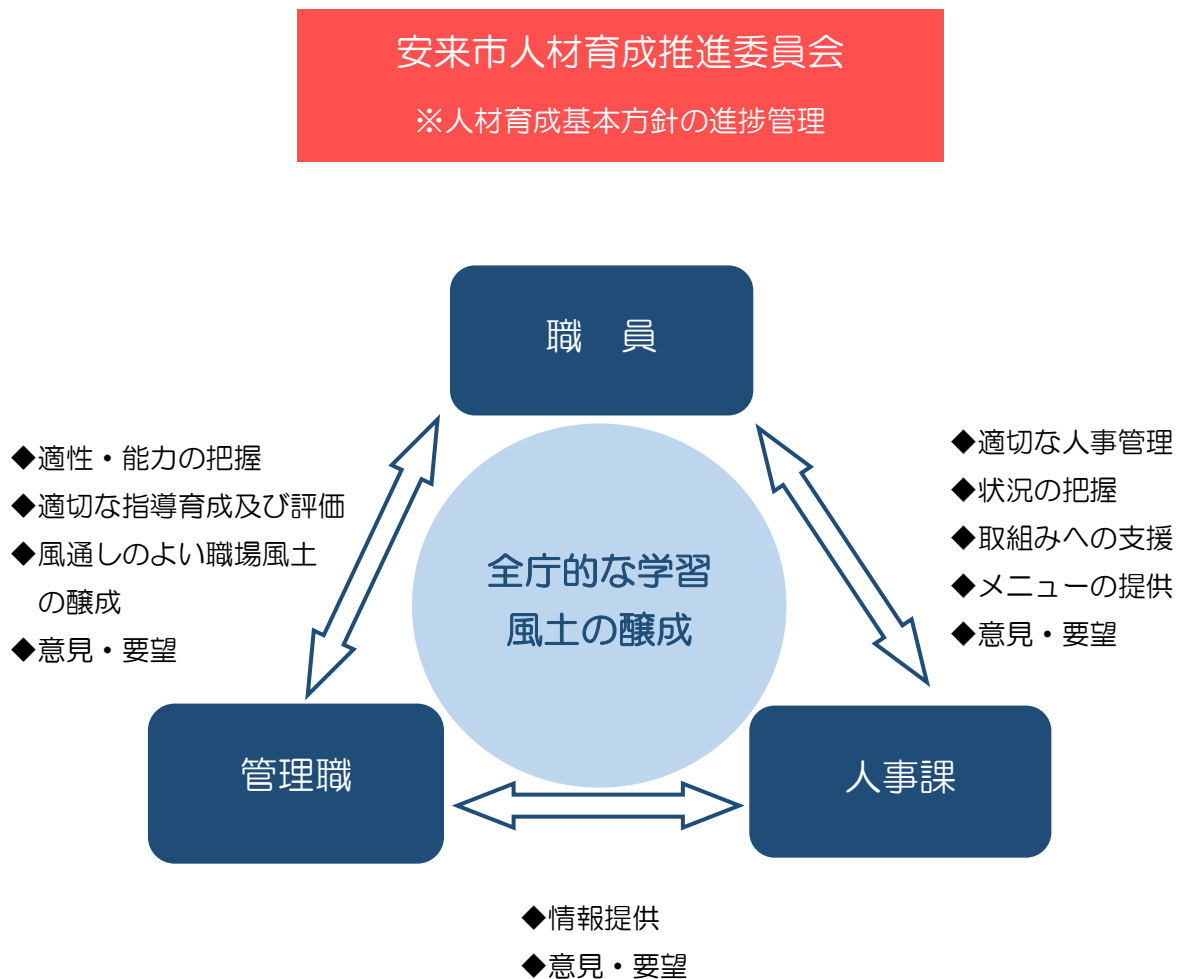 安来市人材育成推進委員会
※人材育成基本方針の進捗管理
職　員
◆適性・能力の把握
◆適切な指導育成及び評価
◆風通しのよい職場風土
の醸成
◆意見・要望
全庁的な学習
風土の醸成
◆適切な人事管理
◆状況の把握
◆取組みへの支援
◆メニューの提供
◆意見・要望
管理職
人事課
◆情報提供
◆意見・要望